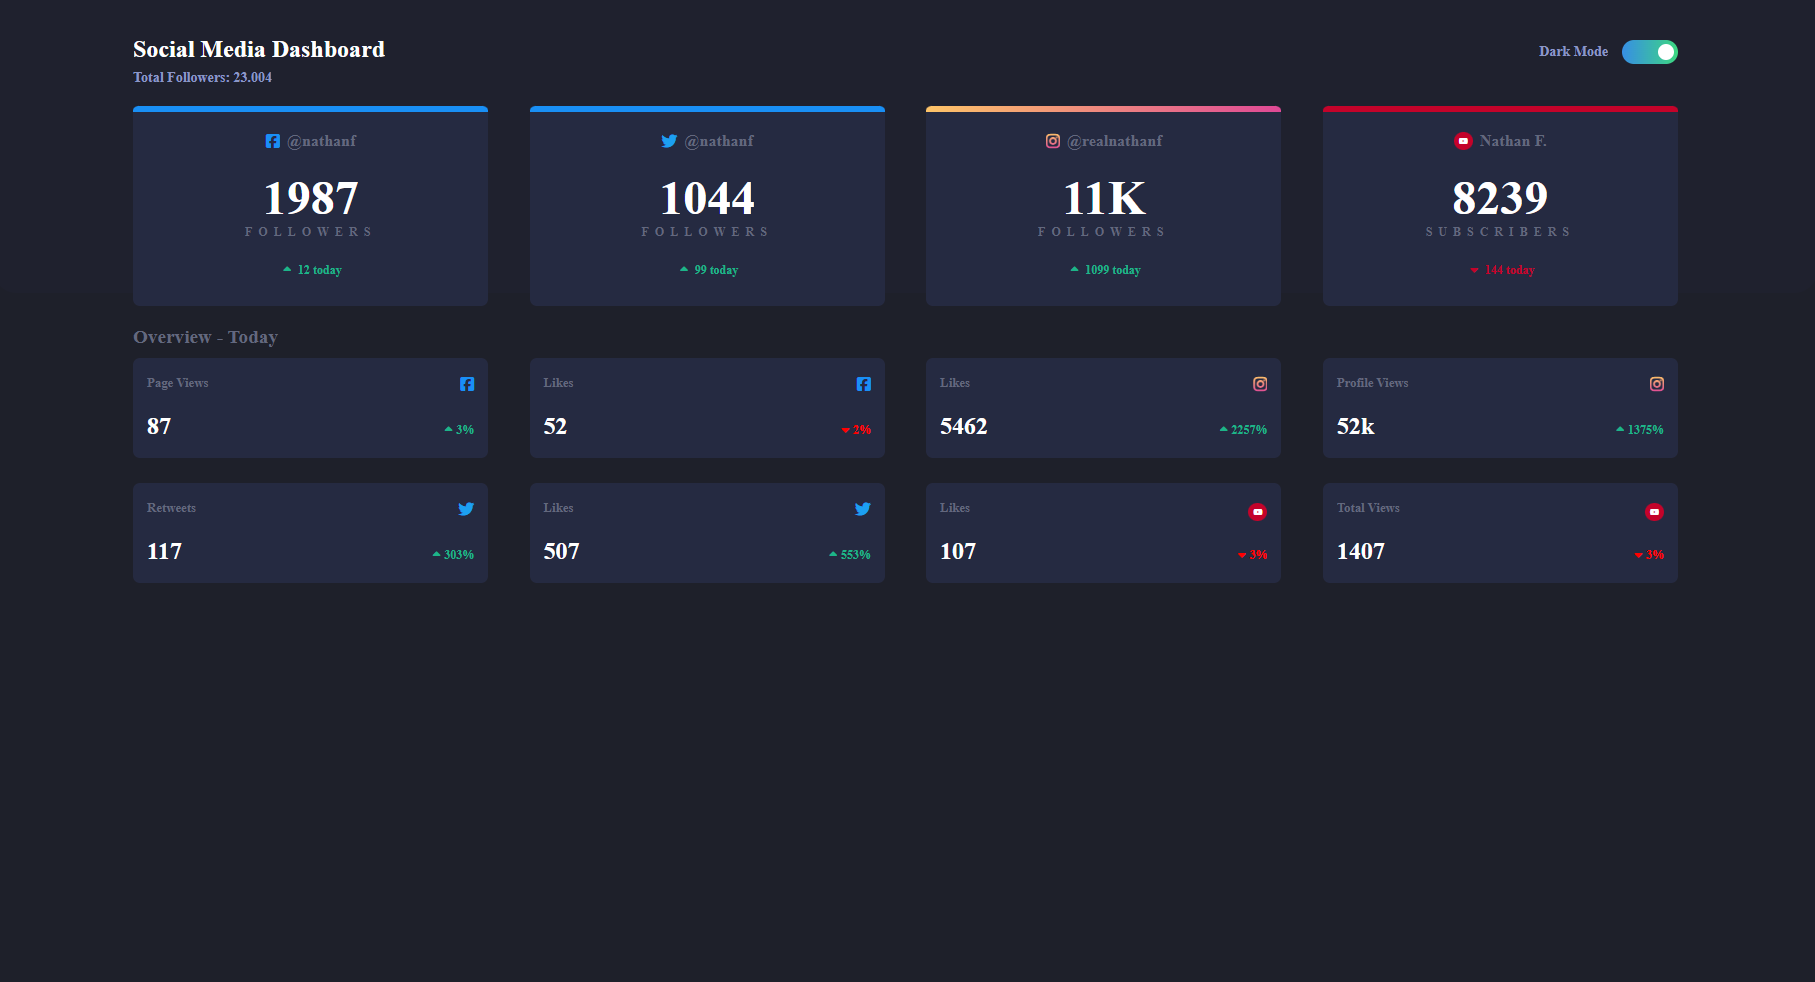 Social Media Dashboard
Dark Mode
Total Followers: 23.004
@nathanf
@nathanf
@realnathanf
Nathan F.
1987
1044
11K
8239
FOLLOWERS
FOLLOWERS
FOLLOWERS
SUBSCRIBERS
12 today
99 today
1099 today
144 today
Overview - Today
Page Views
Likes
Likes
Profile Views
87
3%
52
2%
5462
2257%
52k
1375%
Retweets
Likes
Likes
Total Views
117
303%
507
553%
107
3%
1407
3%